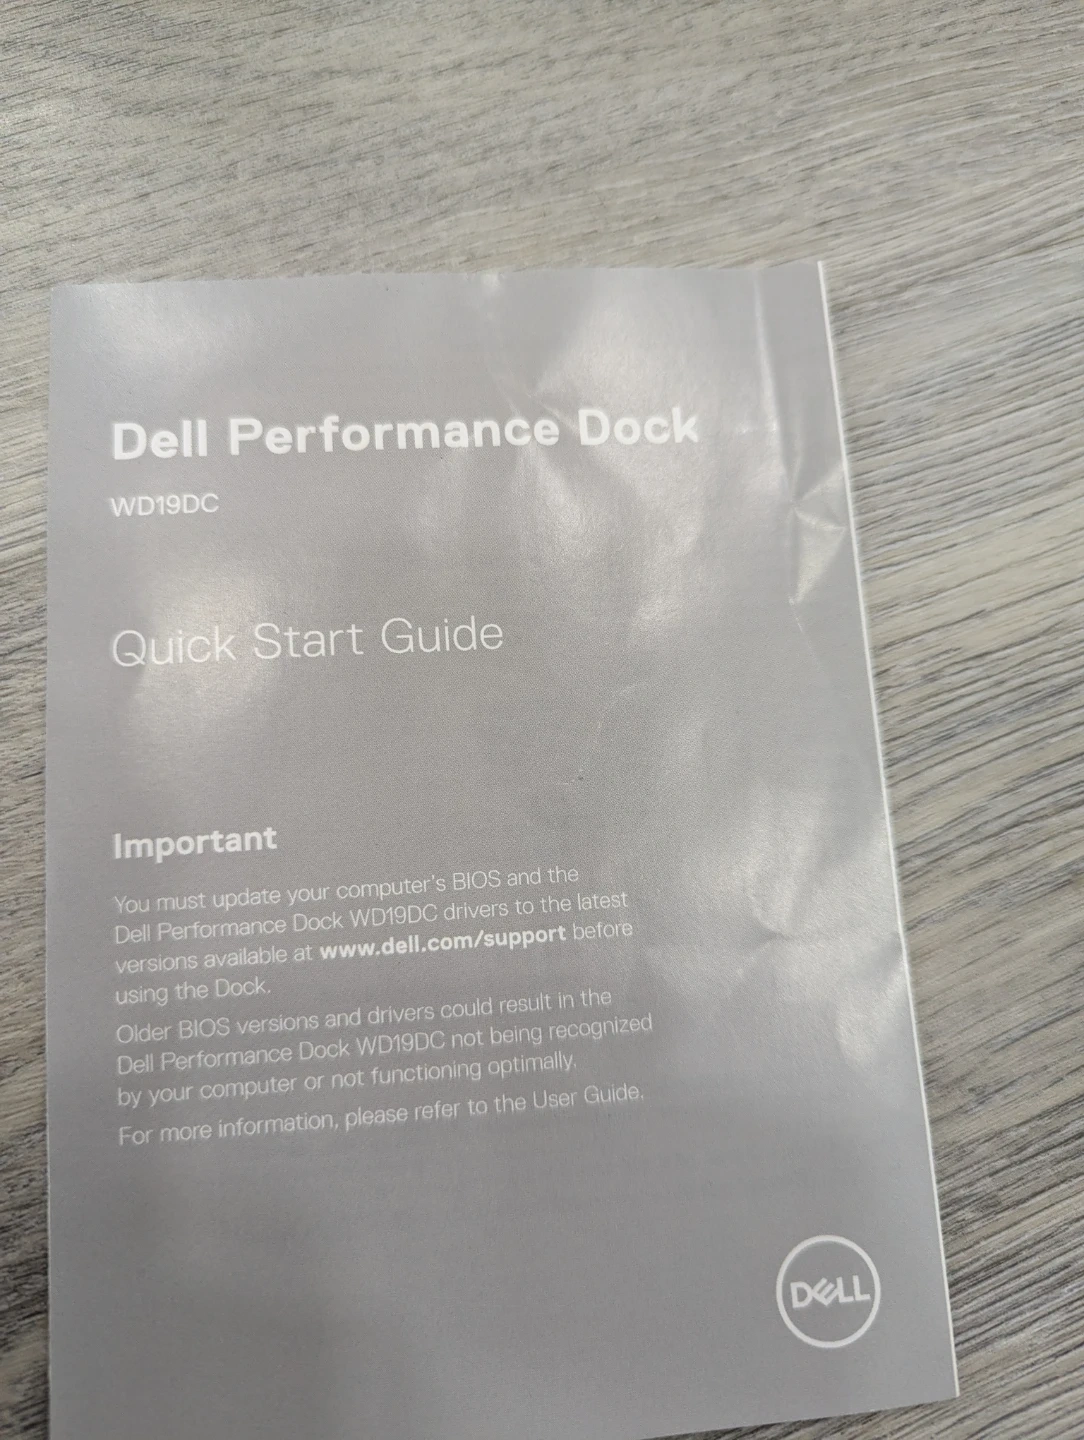 Dell Performance Dock
WD19DC
Quick Start Guide
Important
You must update your computer's BIOS and the
Dell Performance Dock WD19DC drivers to the latest
versions available at www.dell.com/support before
using the Dock.
Older BIOS versions and drivers could result in the
Dell Performance Dock WD19DC not being recognized
by your computer or not functioning optimally.
For more information, please refer to the User Guide.
DELL